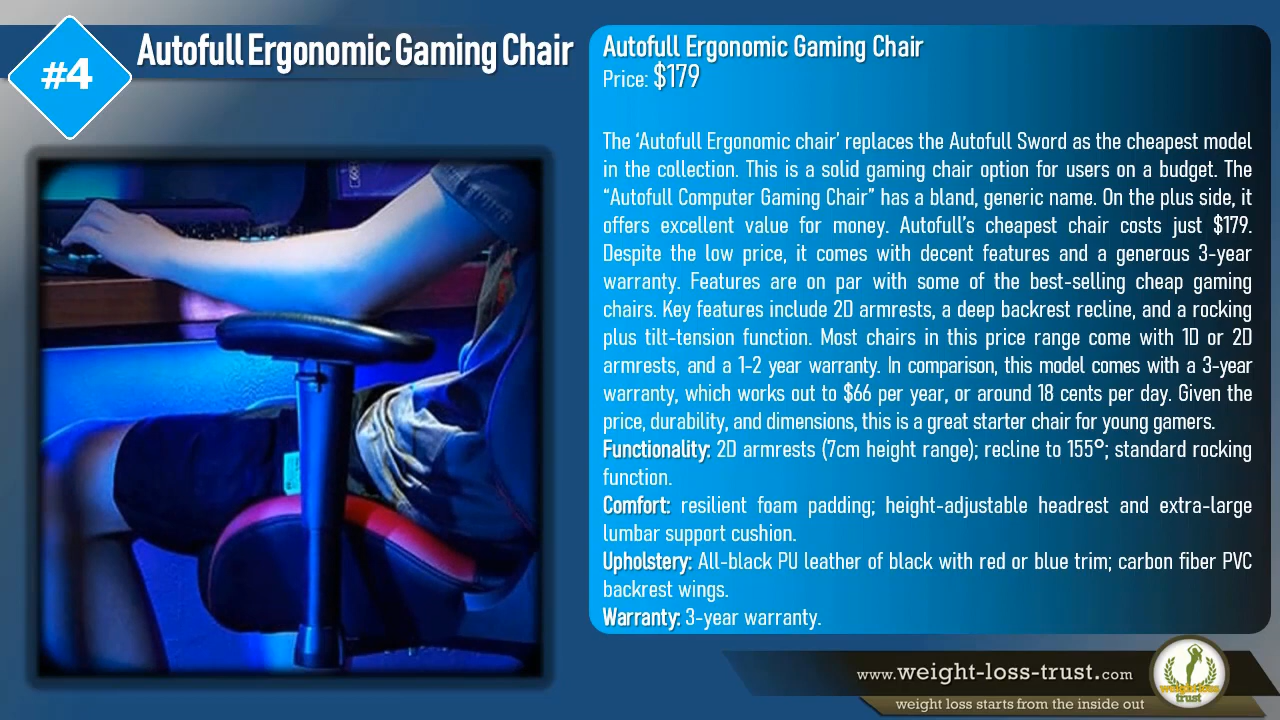 #4
Autofull Ergonomic Gaming Chair
Autofull Ergonomic Gaming Chair
Price: $179
The ‘Autofull Ergonomic chair’ replaces the Autofull Sword as the cheapest model
in the collection. This is a solid gaming chair option for users on a budget. The
“Autofull Computer Gaming Chair” has a bland, generic name. On the plus side, it
offers excellent value for money. Autofull’s cheapest chair costs just $179.
Despite the low price, it comes with decent features and a generous 3-year
warranty. Features are on par with some of the best-selling cheap gaming
chairs. Key features include 2D armrests, a deep backrest recline, and a rocking
plus tilt-tension function. Most chairs in this price range come with 1D or 2D
armrests, and a 1-2 year warranty. In comparison, this model comes with a 3-year
warranty, which works out to $66 per year, or around 18 cents per day. Given the
price, durability, and dimensions, this is a great starter chair for young gamers.
Functionality: 2D armrests (7cm height range); recline to 155°; standard rocking
function.
Comfort: resilient foam padding; height-adjustable headrest and extra-large
lumbar support cushion.
Upholstery: All-black PU leather of black with red or blue trim; carbon fiber PVC
backrest wings.
Warranty: 3-year warranty.
www.weight-loss-trust.com
weight loss
trust
weight loss starts from the inside out